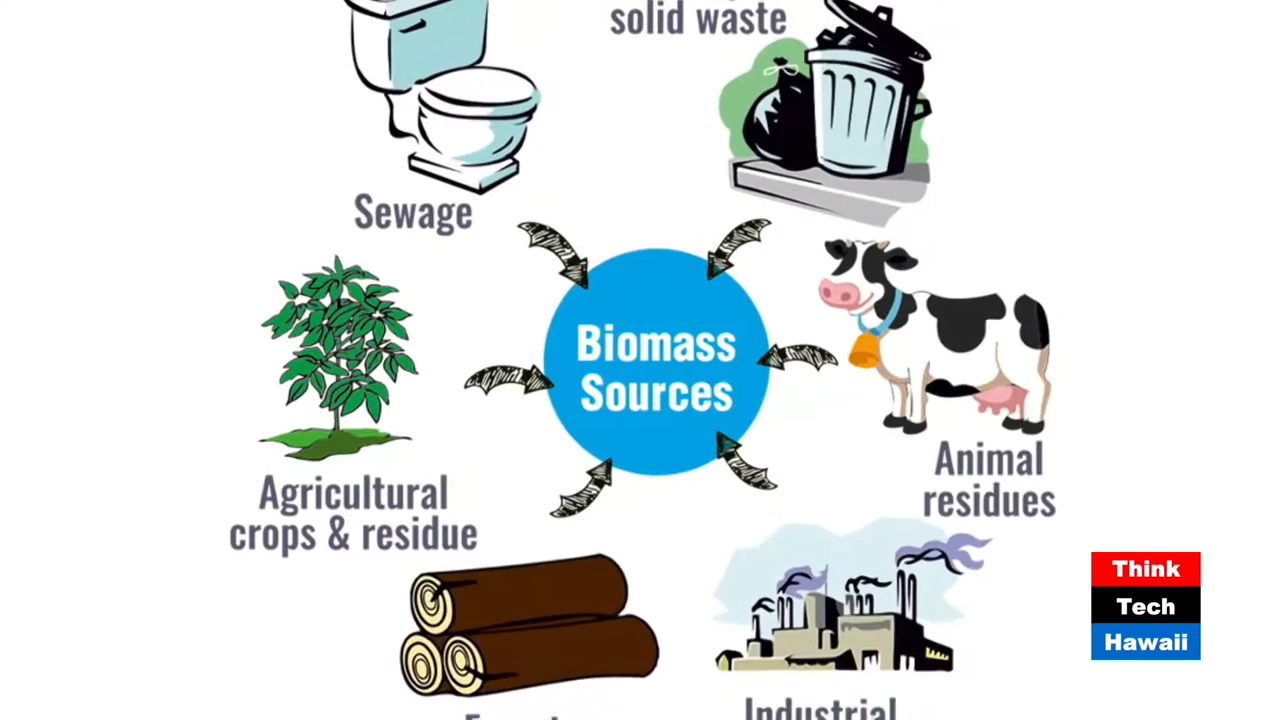 solid waste
Sewage
Biomass
Sources
Animal
residues
Agricultural
crops & residue
Industrial
Think
Tech
Hawaii